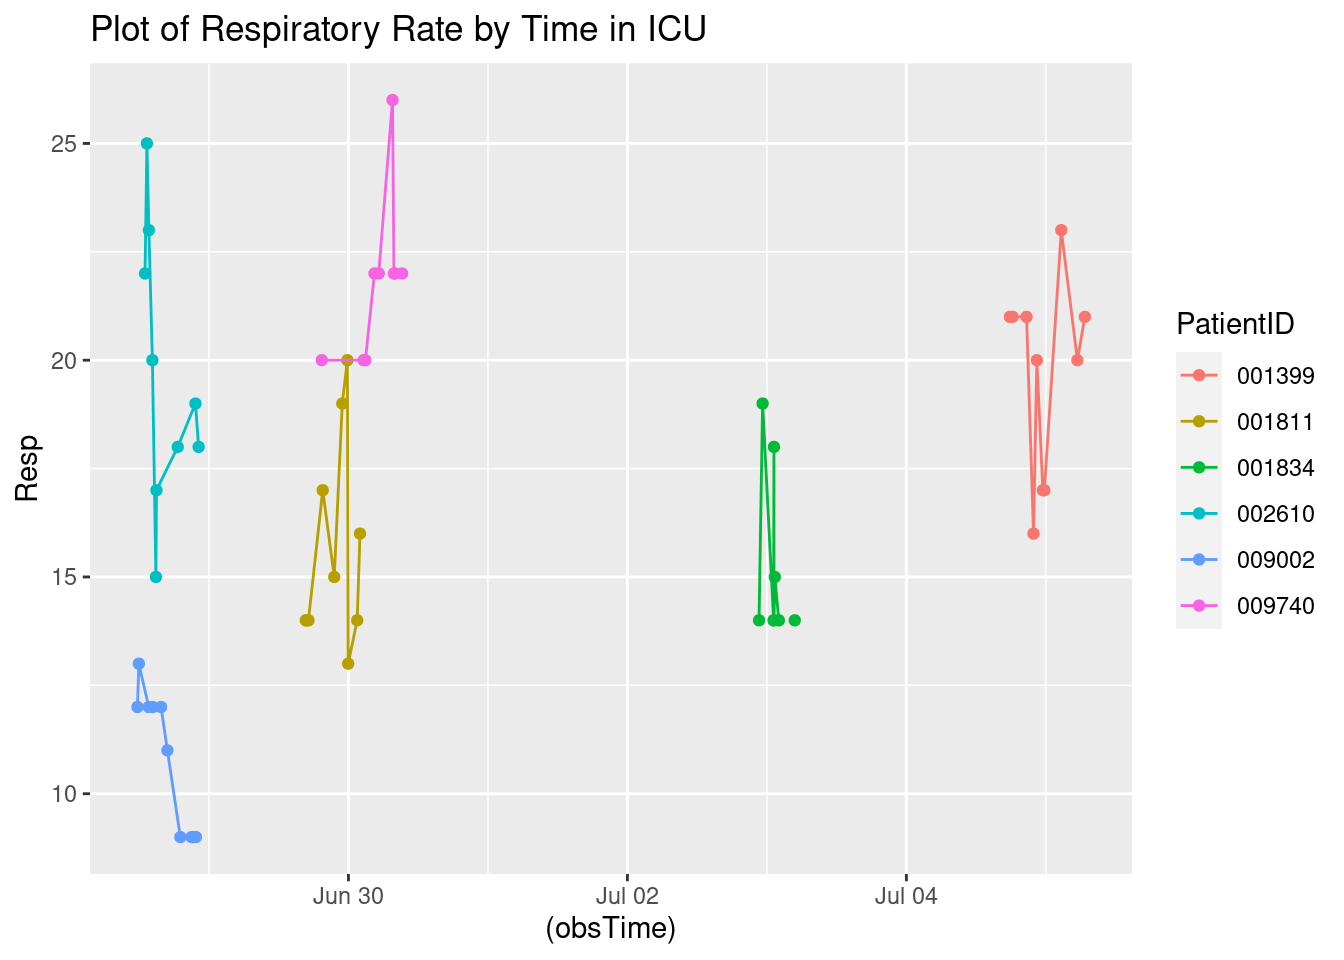 Plot of Respiratory Rate by Time in ICU
25
20
15
10
Resp
Jun 30
Jul 02
Jul 04
(obsTime)
PatientID
001399
001811
001834
002610
009002
009740